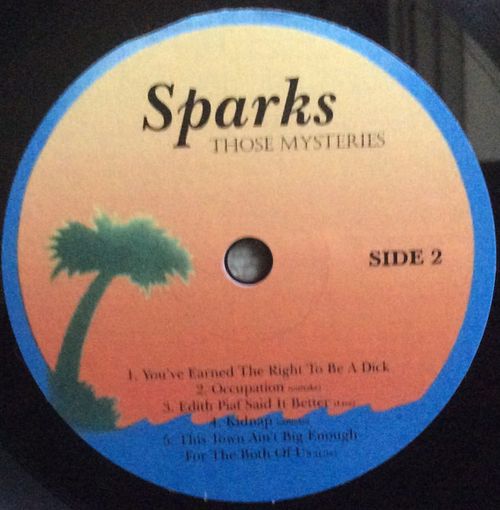 Sparks
THOSE MYSTERIES
SIDE 2
1. You've Earned The Right To Be A Dick
2. Occupation
3. Edith Piaf Said It Better (Live)
4. Kidnap
5. This Town Ain't Big Enough
For The Both Of Us